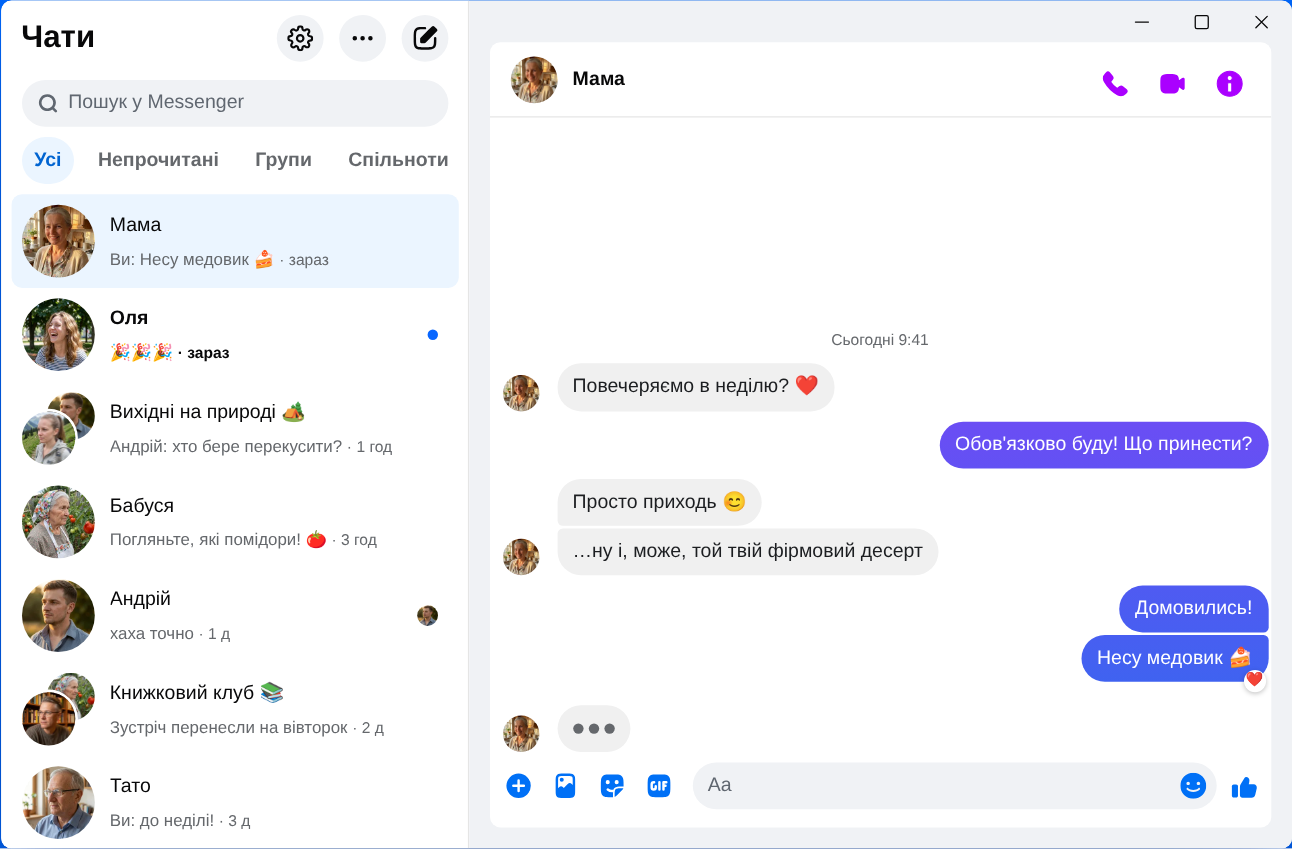 Чати
Пошук у Messenger
Усі Непрочитані Групи Спільноти
Мама
Ви: Несу медовик 🍰 · зараз
Оля
🎉🎉🎉 · зараз
Вихідні на природі 🏕️
Андрій: хто бере перекусити? · 1 год
Бабуся
Погляньте, які помідори! 🍅 · 3 год
Андрій
хаха точно · 1 д
Книжковий клуб 📚
Зустріч перенесли на вівторок · 2 д
Тато
Ви: до неділі! · 3 д
Мама
Сьогодні 9:41
Повечеряємо в неділю? ❤️
Обов'язково буду! Що принести?
Просто приходь 😊
…ну і, може, той твій фірмовий десерт
Домовились!
Несу медовик 🍰
❤️
GIF
Aa